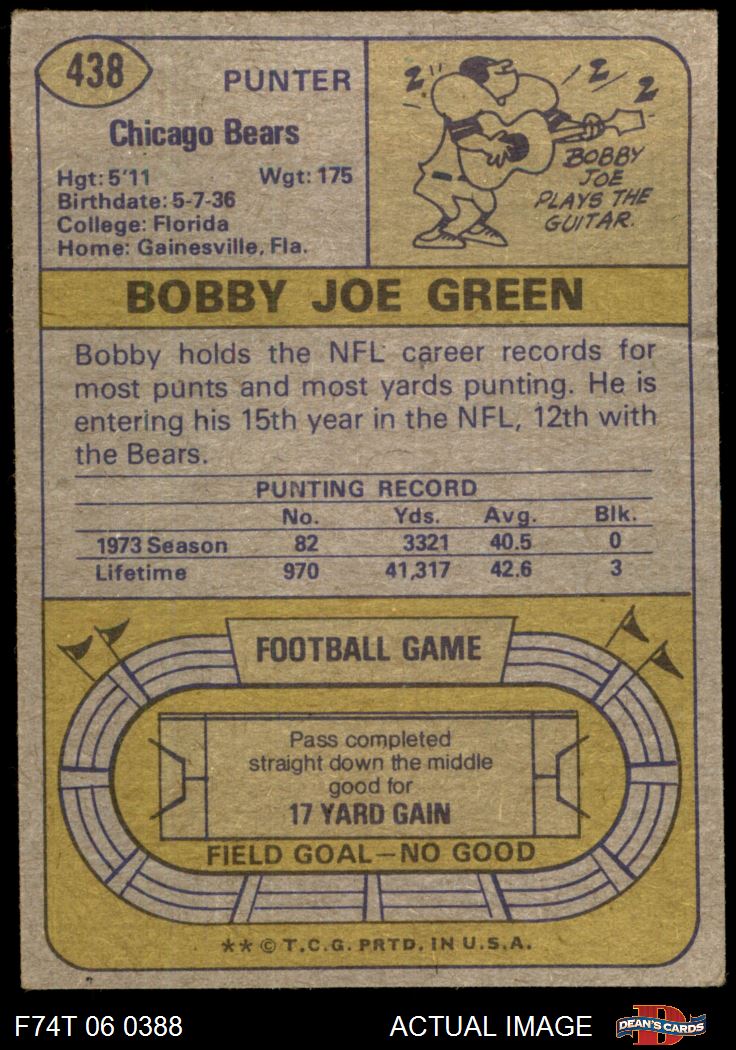 438
PUNTER
Chicago Bears
Hgt: 5'11 Wgt: 175
Birthdate: 5-7-36
College: Florida
Home: Gainesville, Fla.
Z Z Z
BOBBY
JOE
PLAYS THE
GUITAR.
BOBBY JOE GREEN
Bobby holds the NFL career records for
most punts and most yards punting. He is
entering his 15th year in the NFL, 12th with
the Bears.
PUNTING RECORD
No. Yds. Avg. Blk.
1973 Season 82 3321 40.5 0
Lifetime 970 41,317 42.6 3
FOOTBALL GAME
Pass completed
straight down the middle
good for
17 YARD GAIN
FIELD GOAL—NO GOOD
** © T.C.G. PRTD. IN U.S.A.
F74T 06 0388 ACTUAL IMAGE D DEAN'S CARDS